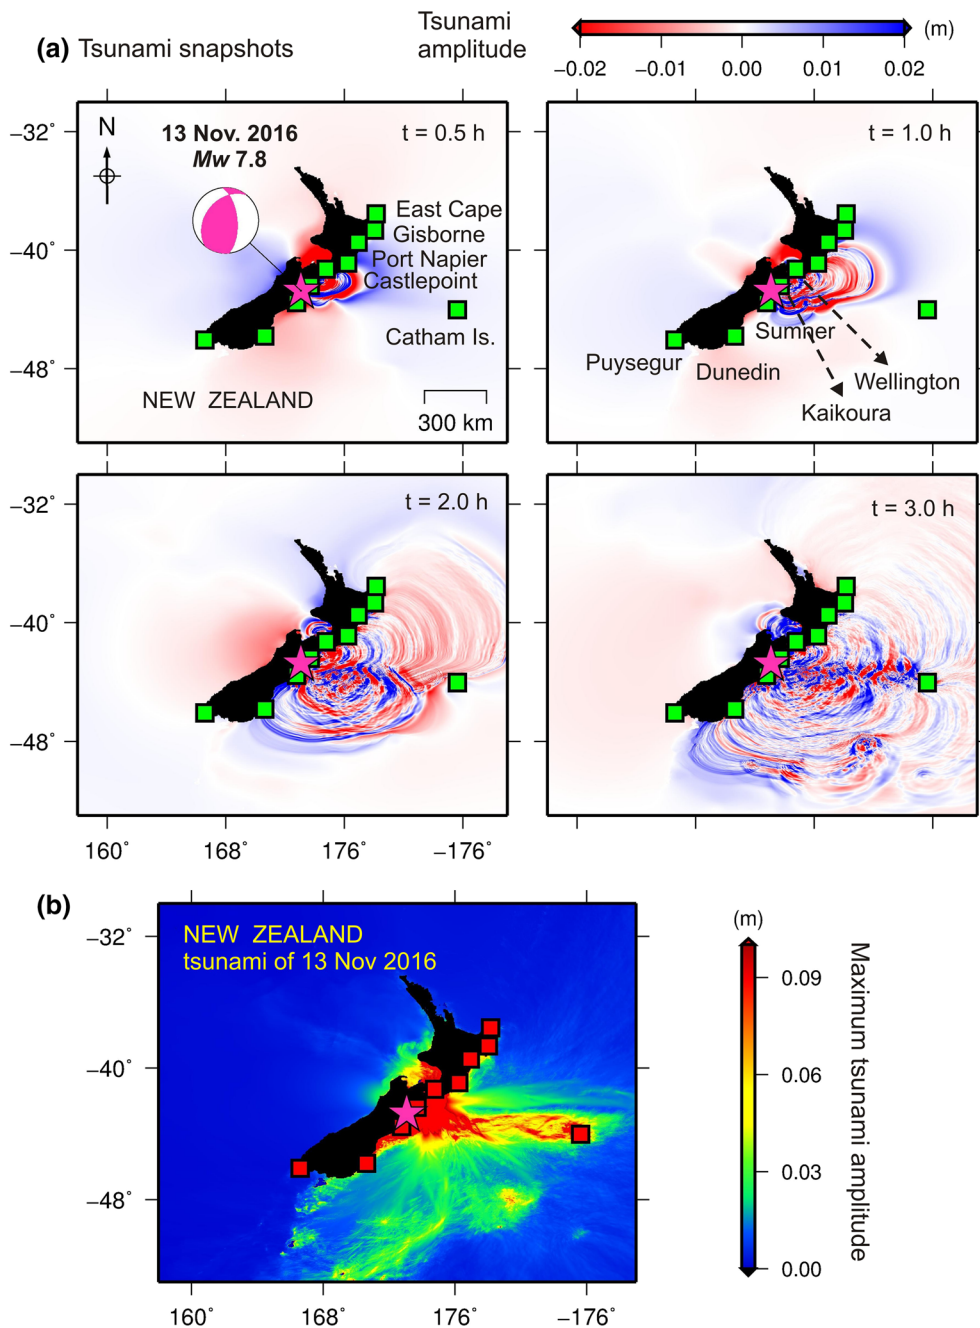 (a) Tsunami snapshots
Tsunami
amplitude
(m)
−0.02 −0.01 0.00 0.01 0.02
N
13 Nov. 2016
Mw 7.8
t = 0.5 h
−32°
−40°
−48°
East Cape
Gisborne
Port Napier
Castlepoint
Catham Is.
NEW ZEALAND
300 km
t = 1.0 h
Sumner
Puysegur
Dunedin
Wellington
Kaikoura
t = 2.0 h
−32°
−40°
−48°
160° 168° 176° −176°
t = 3.0 h
(b)
NEW ZEALAND
tsunami of 13 Nov 2016
−32°
−40°
−48°
160° 168° 176° −176°
(m)
0.09
0.06
0.03
0.00
Maximum tsunami amplitude